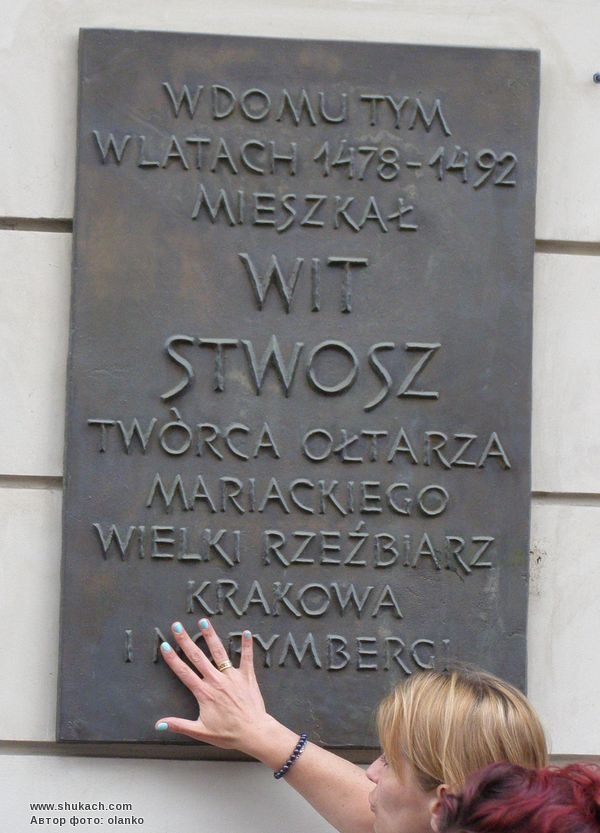 W DOMU TYM
W LATACH 1478-1492
MIESZKAŁ
WIT
STWOSZ
TWÒRCA OŁTARZA
MARIACKIEGO
WIELKI RZEŹBIARZ
KRAKOWA
I
www.shukach.com
Автор фото: olanko